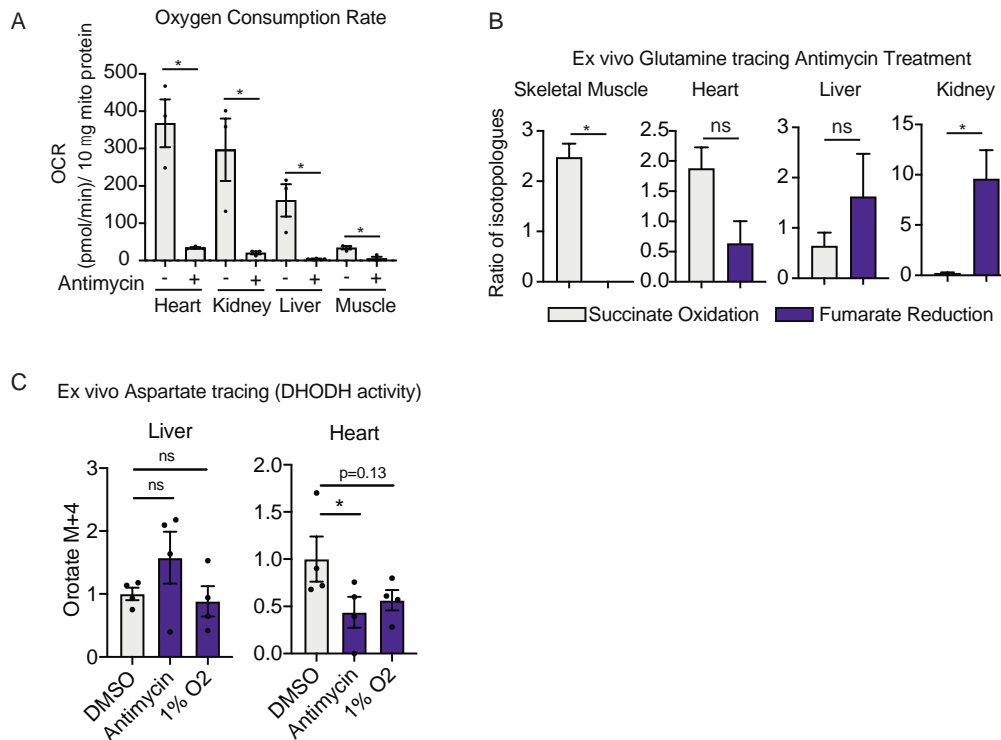 A
Oxygen Consumption Rate
OCR
(pmol/min)/ 10 mg mito protein
500
400
300
200
100
0
* * * *
Antimycin - + - + - + - +
Heart Kidney Liver Muscle
B
Ex vivo Glutamine tracing Antimycin Treatment
Skeletal Muscle Heart Liver Kidney
Ratio of isotopologues
* ns ns *
3
2
1
0
2.5
2.0
1.5
1.0
0.5
0.0
3
2
1
0
15
10
5
0
Succinate Oxidation Fumarate Reduction
C
Ex vivo Aspartate tracing (DHODH activity)
Liver
Orotate M+4
3
2
1
0
ns
ns
DMSO
Antimycin
1% O2
Heart
2.0
1.5
1.0
0.5
0.0
p=0.13
*
DMSO
Antimycin
1% O2